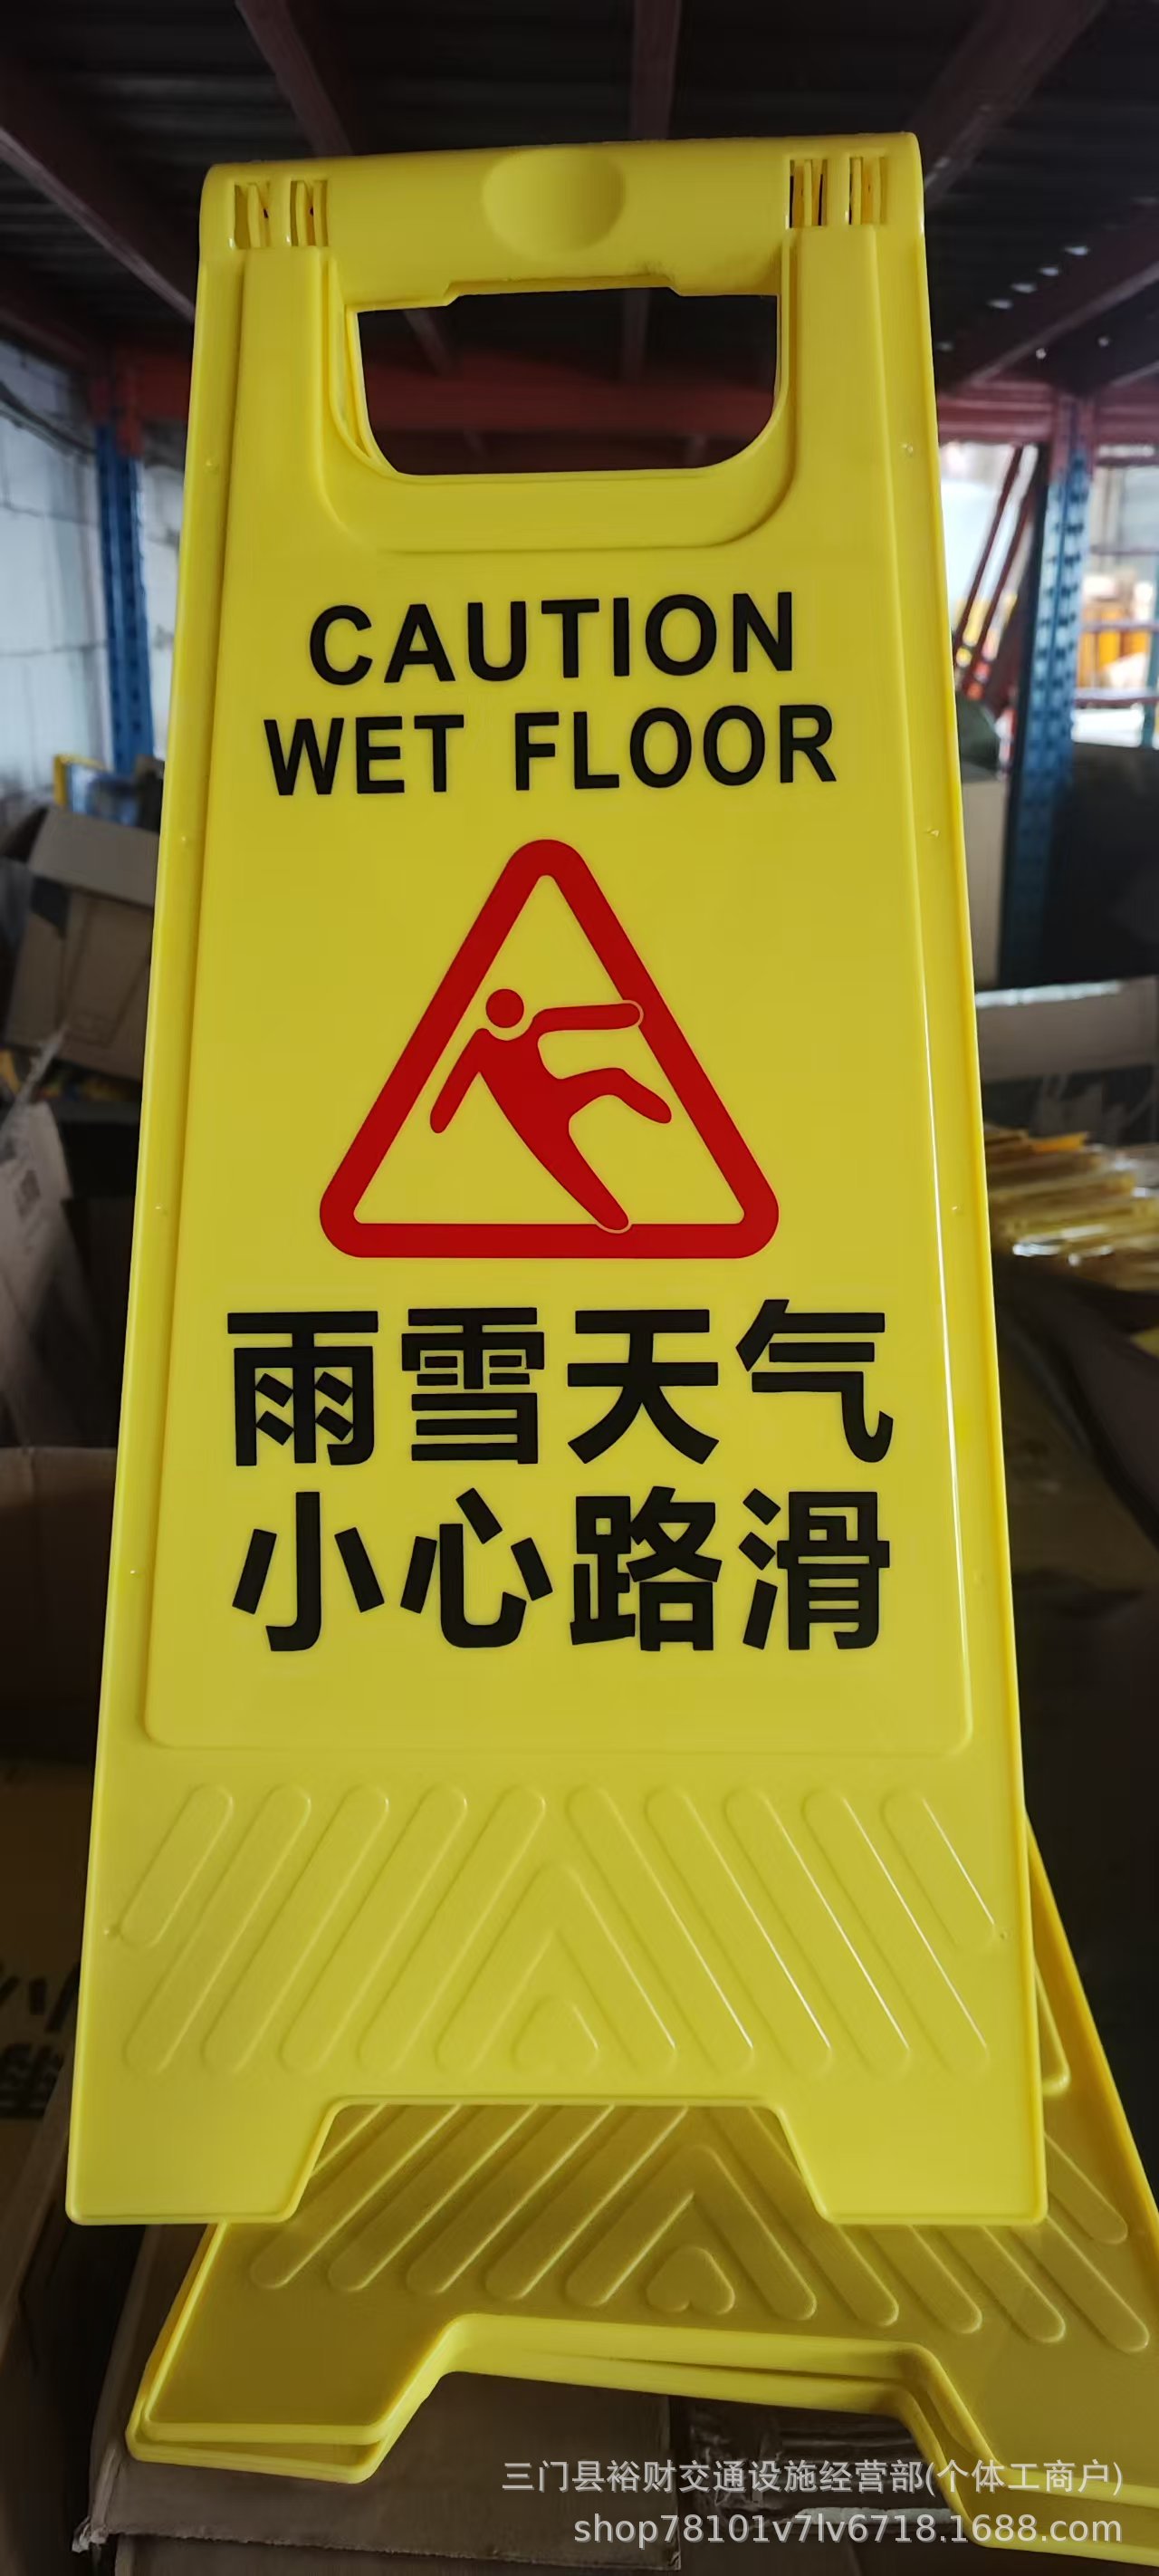 CAUTION
WET FLOOR
雨雪天气
小心路滑
三门县裕财交通设施经营部(个体工商户)
shop78101v7lv6718.1688.com